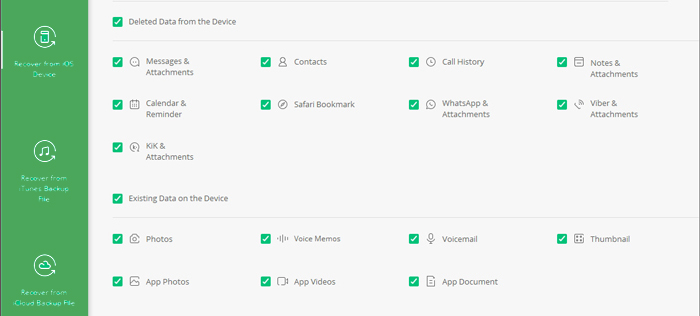 Recover from iOS
Device
Recover from
iTunes Backup
File
Recover from
iCloud Backup File
Deleted Data from the Device
Messages &
Attachments
Contacts
Call History
Notes &
Attachments
Calendar &
Reminder
Safari Bookmark
WhatsApp &
Attachments
Viber &
Attachments
KiK &
Attachments
Existing Data on the Device
Photos
Voice Memos
Voicemail
Thumbnail
App Photos
App Videos
App Document